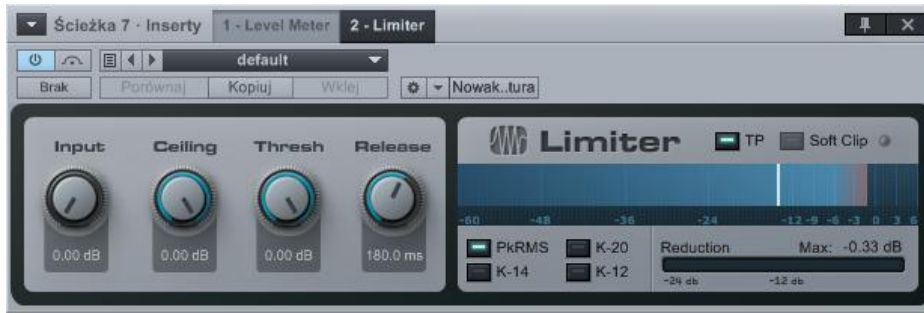 Ścieżka 7 · Inserty 1 - Level Meter 2 - Limiter
default
Brak Porównaj Kopiuj Wklej Nowak..tura
Input Ceiling Thresh Release
0.00 dB 0.00 dB 0.00 dB 180.0 ms
Limiter TP Soft Clip
-60 -48 -36 -24 -12 -9 -6 -3 0 3 6
PkRMS K-20
K-14 K-12
Reduction Max: -0.33 dB
-24 db -12 db